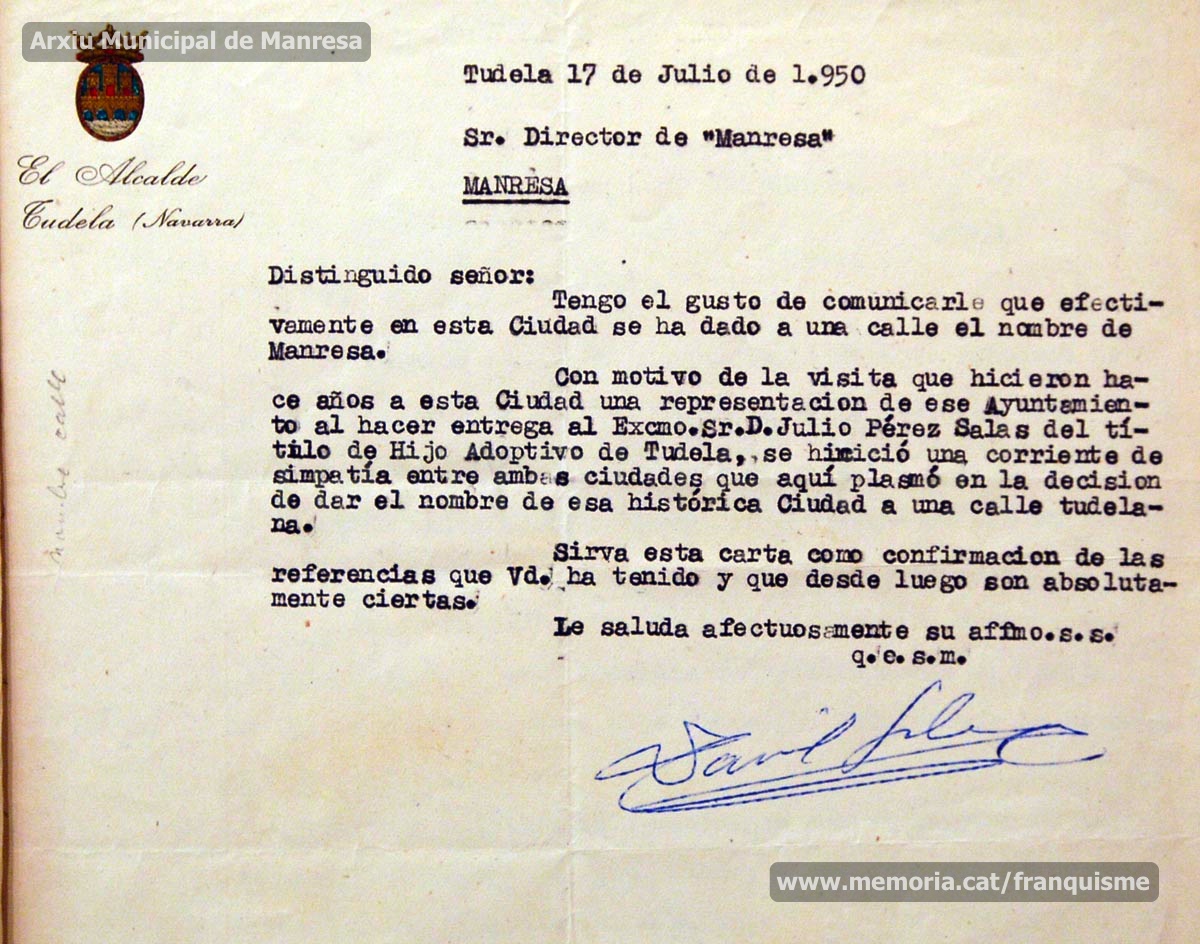 Arxiu Municipal de Manresa
Tudela 17 de Julio de 1.950
Sr. Director de "Manresa"
MANRESA
El Alcalde
Tudela (Navarra)
Distinguido señor:
Tengo el gusto de comunicarle que efecti-
vamente en esta Ciudad se ha dado a una calle el nombre de
Manresa.
Con motivo de la visita que hicieron ha-
ce años a esta Ciudad una representacion de ese Ayuntamien-
to al hacer entrega al Excmo.Sr.D.Julio Pérez Salas del tí-
tulo de Hijo Adoptivo de Tudela, se inició una corriente de
simpatía entre ambas ciudades que aquí plasmó en la decision
de dar el nombre de esa histórica Ciudad a una calle tudela-
na.
Sirva esta carta como confirmacion de las
referencias que Vd. ha tenido y que desde luego son absoluta-
mente ciertas.
Le saluda afectuosamente su affmo.s.s.
q.e.s.m.
nombre calle
www.memoria.cat/franquisme